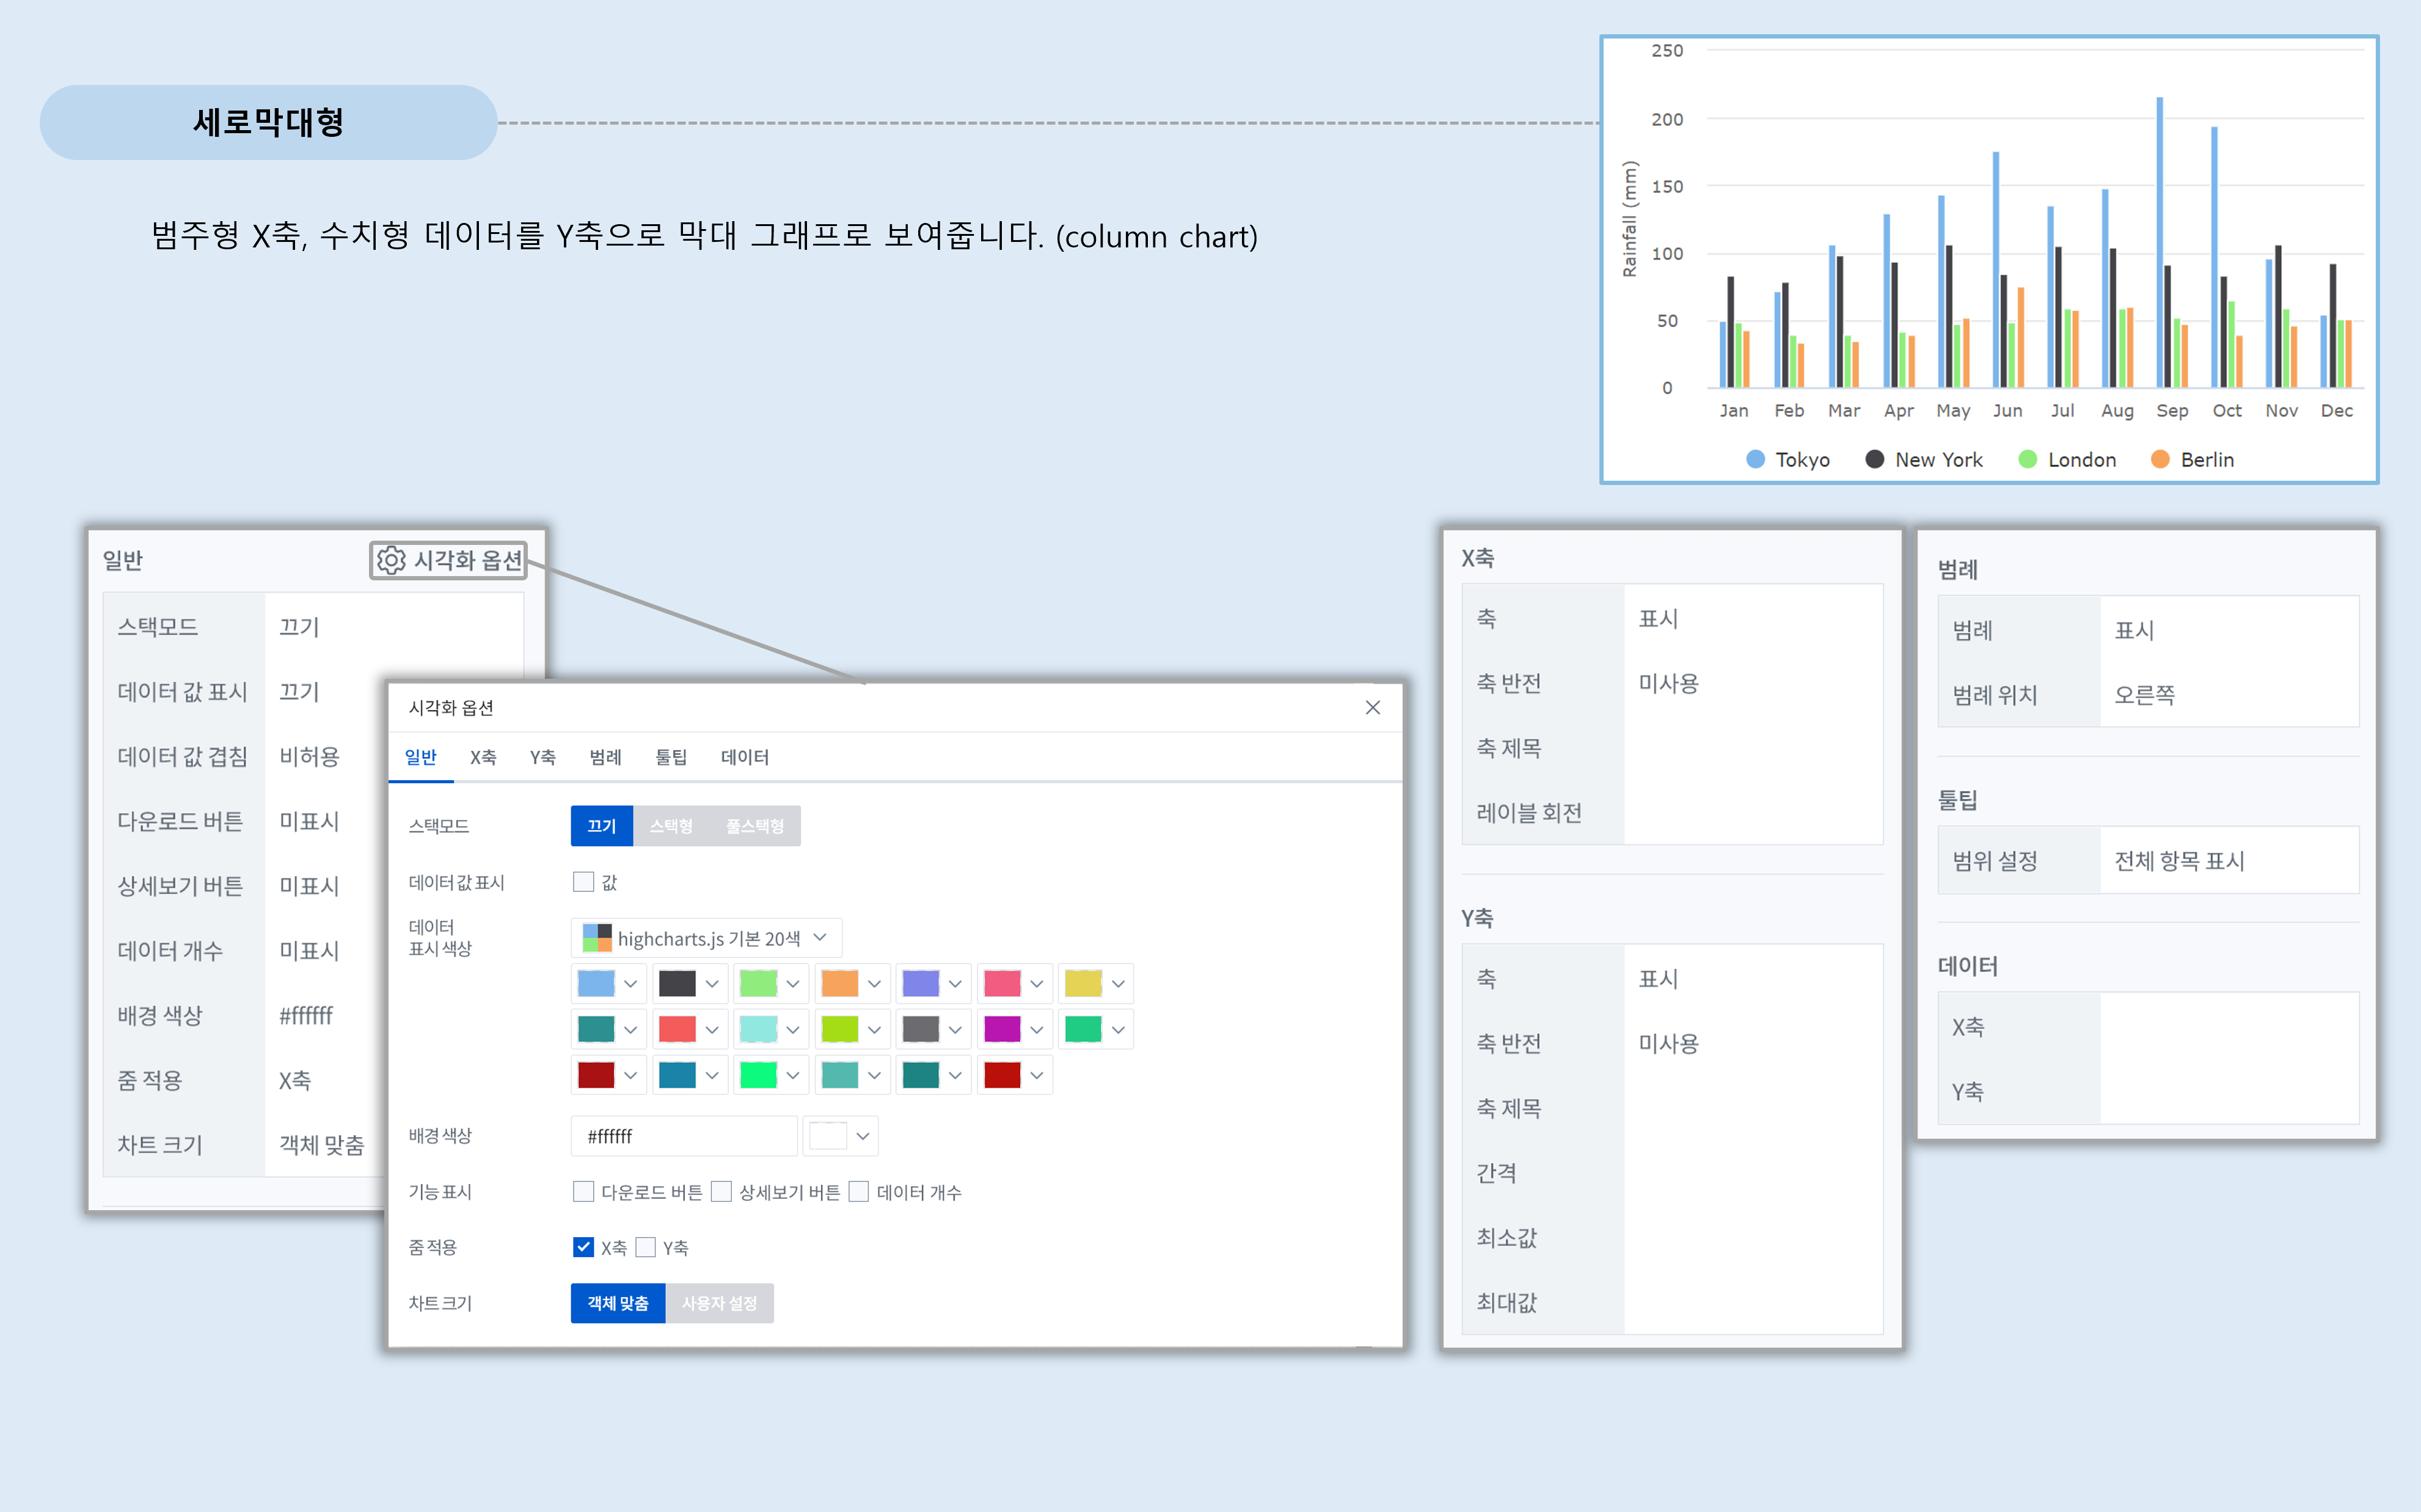 세로막대형
범주형 X축, 수치형 데이터를 Y축으로 막대 그래프로 보여줍니다. (column chart)
250
200
150
100
50
0
Rainfall (mm)
Jan Feb Mar Apr May Jun Jul Aug Sep Oct Nov Dec
Tokyo New York London Berlin
일반 시각화 옵션
스택모드 끄기
데이터 값 표시 끄기
데이터 값 겹침 비허용
다운로드 버튼 미표시
상세보기 버튼 미표시
데이터 개수 미표시
배경 색상 #ffffff
줌 적용 X축
차트 크기 객체 맞춤
시각화 옵션
일반 X축 Y축 범례 툴팁 데이터
스택모드 끄기 스택형 풀스택형
데이터 값 표시 값
데이터
표시 색상
highcharts.js 기본 20색
배경 색상 #ffffff
기능 표시 다운로드 버튼 상세보기 버튼 데이터 개수
줌 적용 X축 Y축
차트 크기 객체 맞춤 사용자 설정
X축
축 표시
축 반전 미사용
축 제목
레이블 회전
Y축
축 표시
축 반전 미사용
축 제목
간격
최소값
최대값
범례
범례 표시
범례 위치 오른쪽
툴팁
범위 설정 전체 항목 표시
데이터
X축
Y축